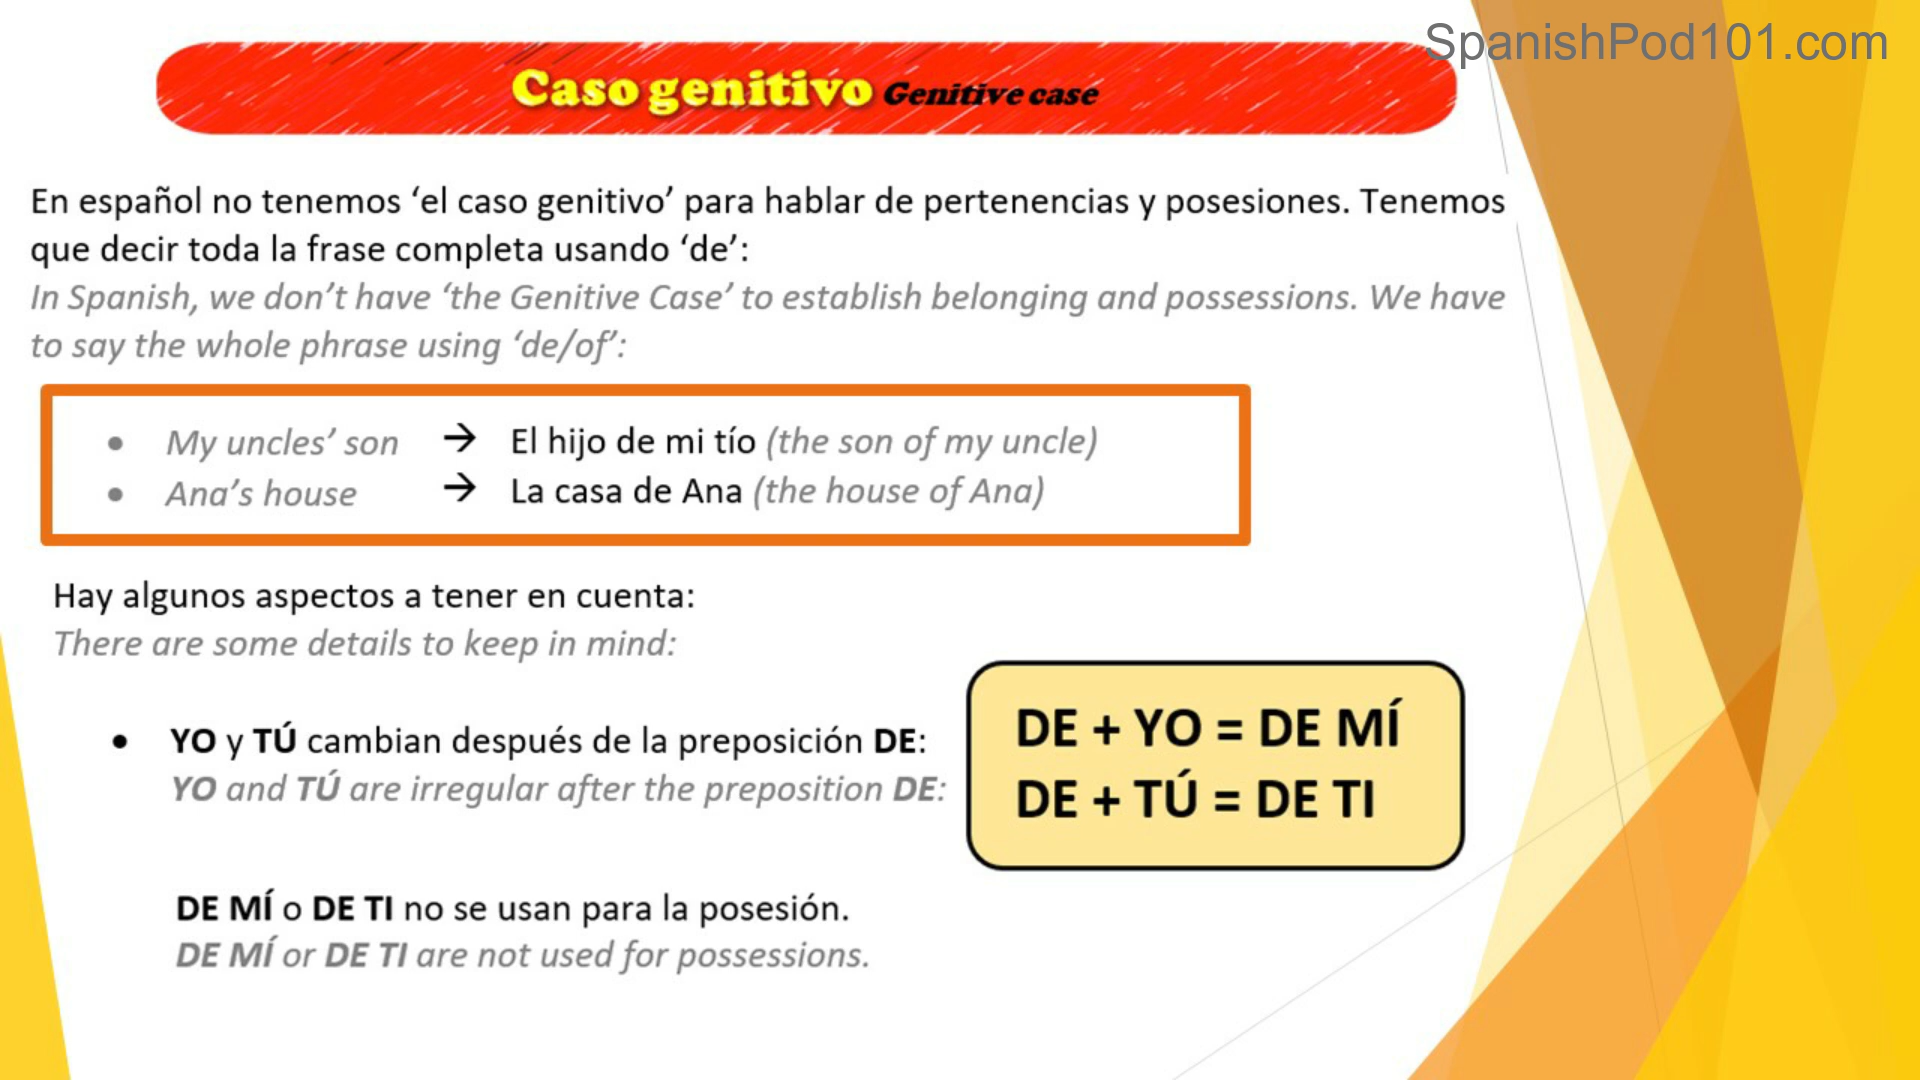 SpanishPod101.com
Caso genitivo Genitive case
En español no tenemos ‘el caso genitivo’ para hablar de pertenencias y posesiones. Tenemos
que decir toda la frase completa usando ‘de’:
In Spanish, we don’t have ‘the Genitive Case’ to establish belonging and possessions. We have
to say the whole phrase using ‘de/of’:
• My uncles’ son → El hijo de mi tío (the son of my uncle)
• Ana’s house → La casa de Ana (the house of Ana)
Hay algunos aspectos a tener en cuenta:
There are some details to keep in mind:
• YO y TÚ cambian después de la preposición DE:
YO and TÚ are irregular after the preposition DE:
DE + YO = DE MÍ
DE + TÚ = DE TI
DE MÍ o DE TI no se usan para la posesión.
DE MÍ or DE TI are not used for possessions.